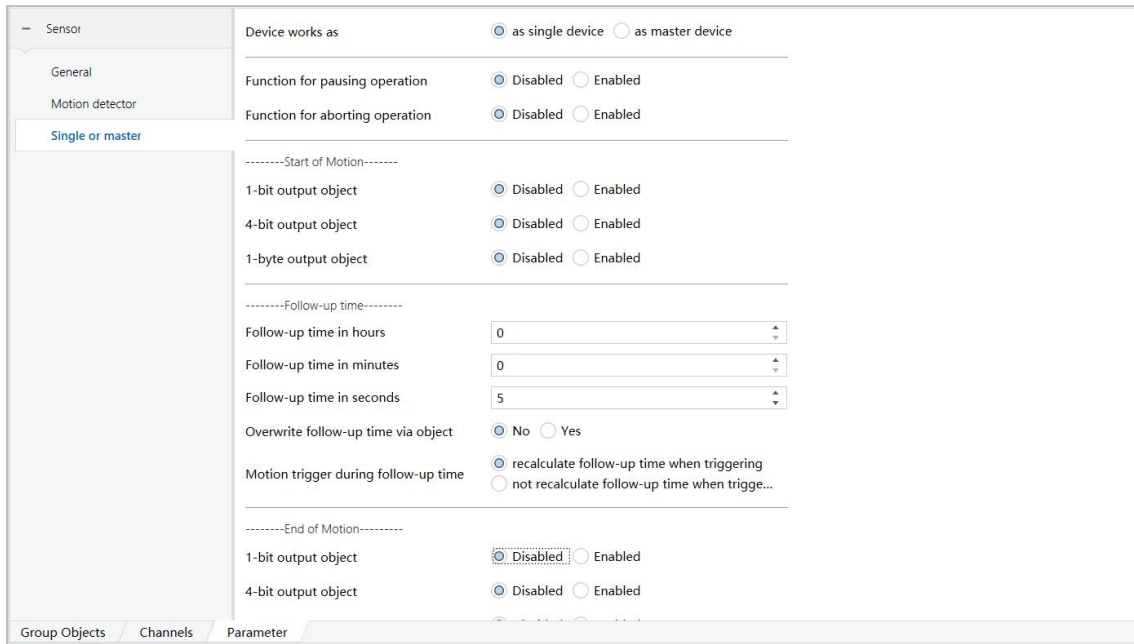 Sensor
General
Motion detector
Single or master
Device works as as single device as master device
Function for pausing operation Disabled Enabled
Function for aborting operation Disabled Enabled
--------Start of Motion-------
1-bit output object Disabled Enabled
4-bit output object Disabled Enabled
1-byte output object Disabled Enabled
--------Follow-up time--------
Follow-up time in hours 0
Follow-up time in minutes 0
Follow-up time in seconds 5
Overwrite follow-up time via object No Yes
Motion trigger during follow-up time recalculate follow-up time when triggering
not recalculate follow-up time when trigge...
--------End of Motion---------
1-bit output object Disabled Enabled
4-bit output object Disabled Enabled
Group Objects Channels Parameter